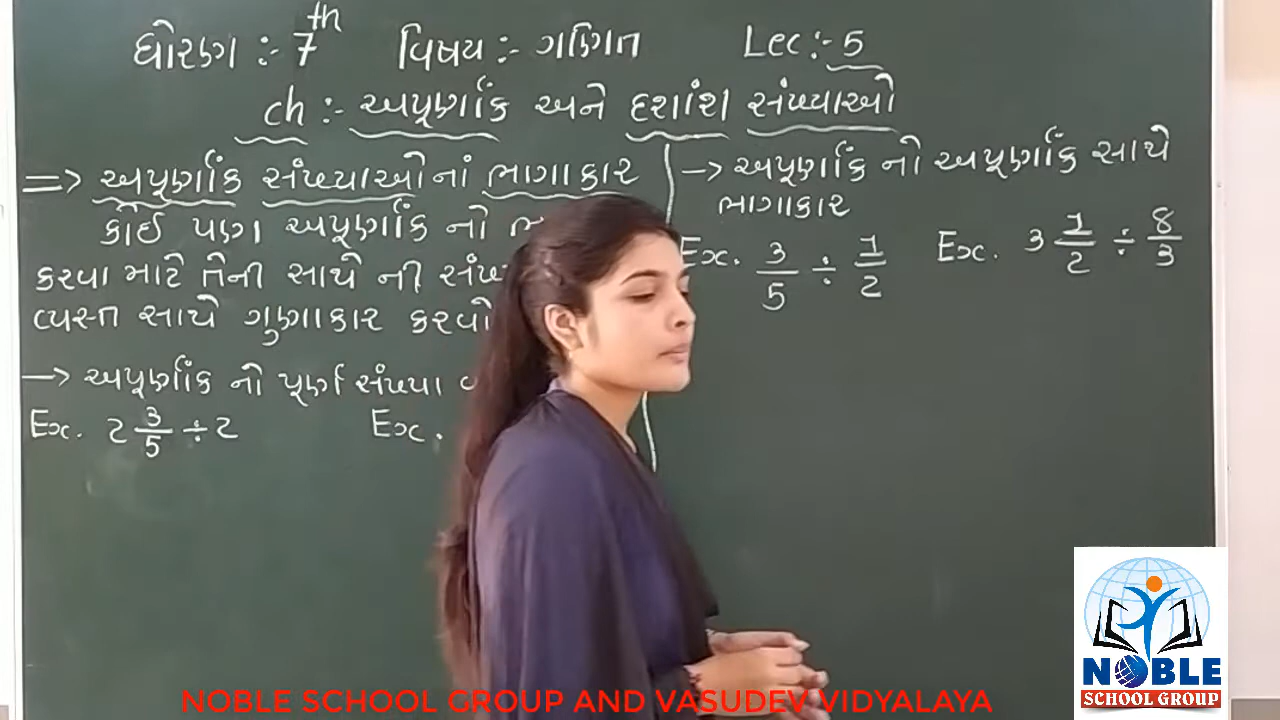 ધોરણ :- 7th વિષય :- ગણિત Lec :- 5
ch :- અપૂર્ણાંક અને દશાંશ સંખ્યાઓ
=> અપૂર્ણાંક સંખ્યાઓનાં ભાગાકાર
કોઈ પણ અપૂર્ણાંક નો
કરવા માટે તેની સાથે ની
વ્યસ્ત સાથે ગુણાકાર કરવો
-> અપૂર્ણાંક નો પૂર્ણ સંખ્યા
Ex. 2 3/5 ÷ 2 Ex.
-> અપૂર્ણાંક નો અપૂર્ણાંક સાથે
ભાગાકાર
Ex. 3/5 ÷ 1/2 Ex. 3 1/2 ÷ 8/3
NOBLE
SCHOOL GROUP
NOBLE SCHOOL GROUP AND VASUDEV VIDYALAYA